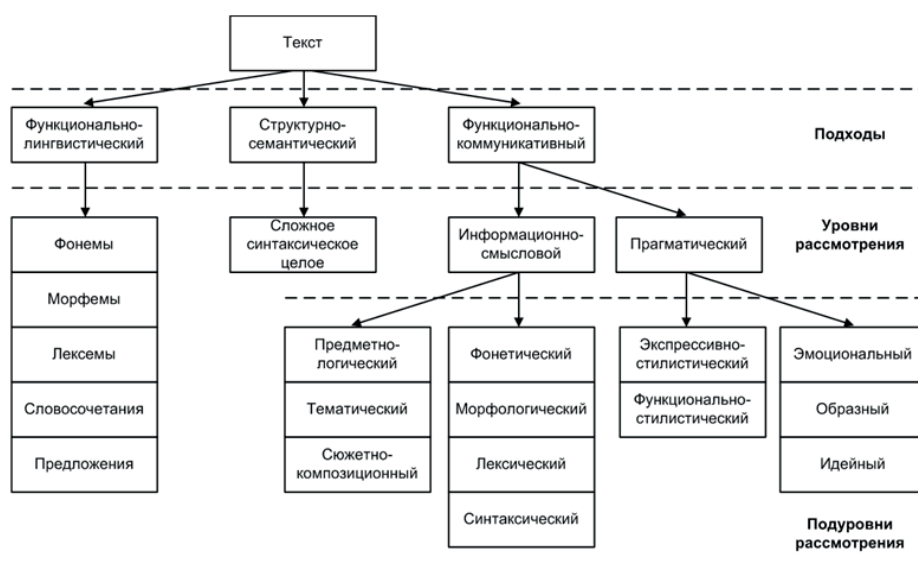 Текст
Функционально-
лингвистический
Структурно-
семантический
Функционально-
коммуникативный
Подходы
Фонемы
Морфемы
Лексемы
Словосочетания
Предложения
Сложное
синтаксическое
целое
Информационно-
смысловой
Прагматический
Уровни
рассмотрения
Предметно-
логический
Тематический
Сюжетно-
композиционный
Фонетический
Морфологический
Лексический
Синтаксический
Экспрессивно-
стилистический
Функционально-
стилистический
Эмоциональный
Образный
Идейный
Подуровни
рассмотрения